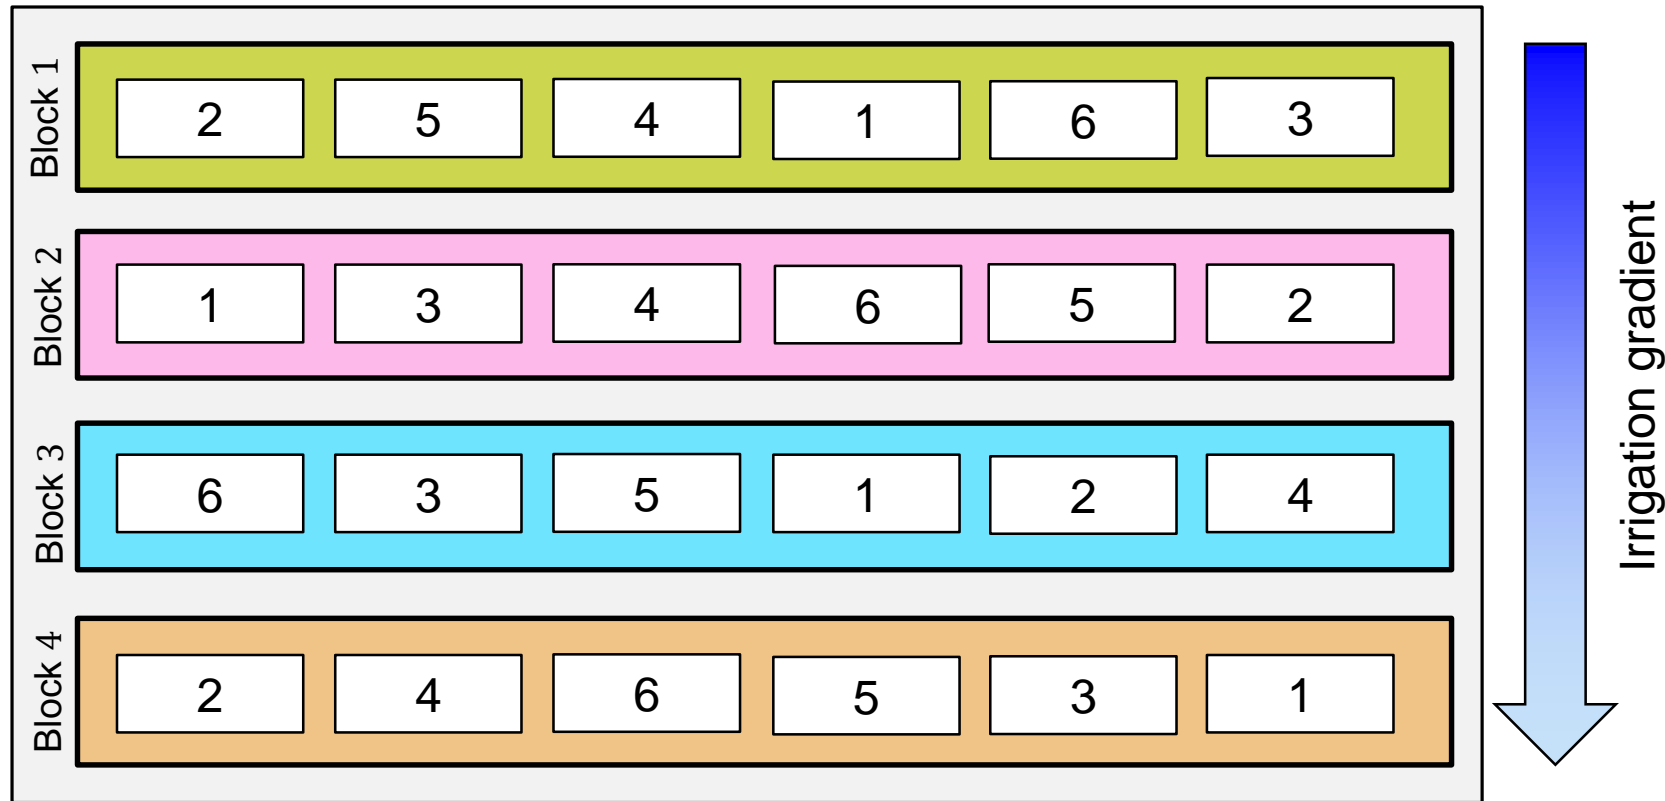 Block 1
2 5 4 1 6 3
Block 2
1 3 4 6 5 2
Block 3
6 3 5 1 2 4
Block 4
2 4 6 5 3 1
Irrigation gradient